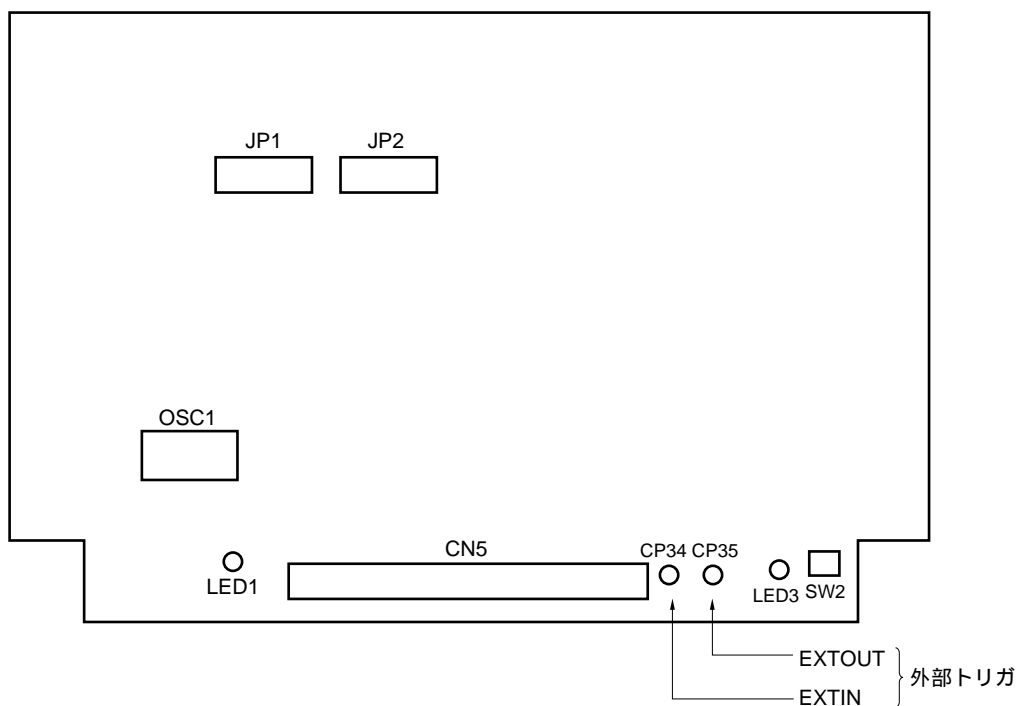 JP1 JP2
OSC1
LED1
CN5
CP34 CP35
LED3
SW2
EXTOUT
EXTIN
外部トリガ